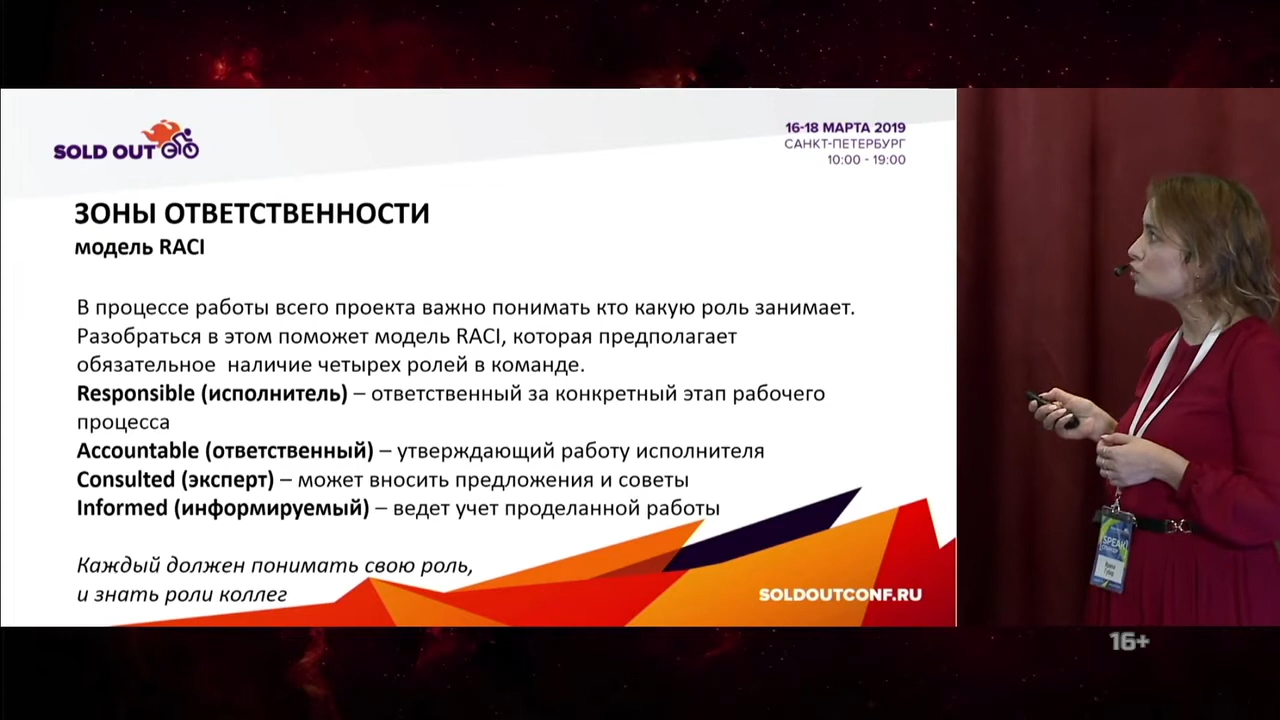 SOLD OUT
16-18 МАРТА 2019
САНКТ-ПЕТЕРБУРГ
10:00 - 19:00
ЗОНЫ ОТВЕТСТВЕННОСТИ
модель RACI
В процессе работы всего проекта важно понимать кто какую роль занимает.
Разобраться в этом поможет модель RACI, которая предполагает
обязательное наличие четырех ролей в команде.
Responsible (исполнитель) – ответственный за конкретный этап рабочего
процесса
Accountable (ответственный) – утверждающий работу исполнителя
Consulted (эксперт) – может вносить предложения и советы
Informed (информируемый) – ведет учет проделанной работы
Каждый должен понимать свою роль,
и знать роли коллег
SOLDOUTCONF.RU
16+